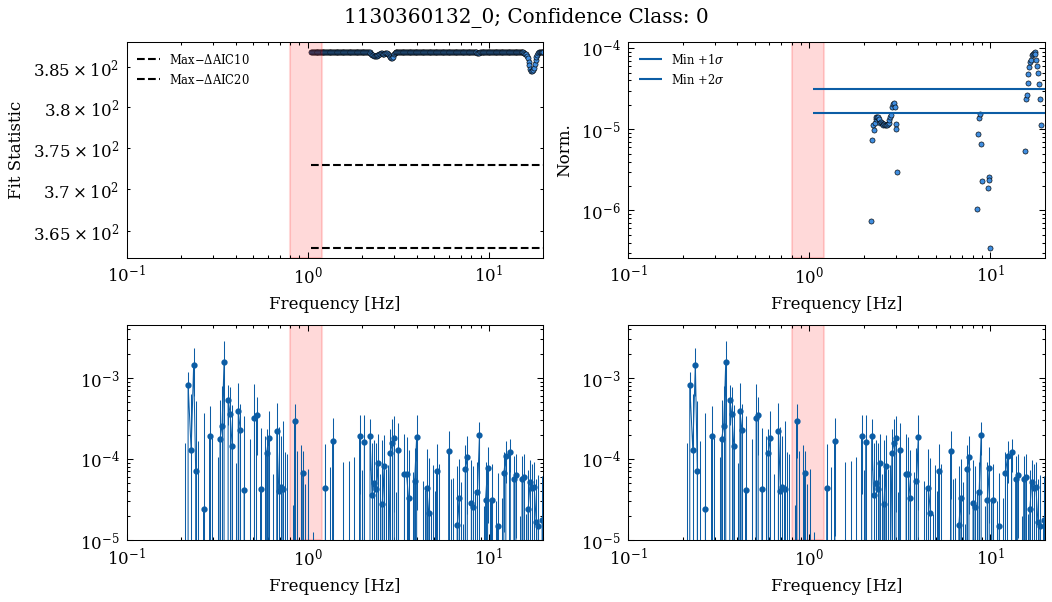 1130360132_0; Confidence Class: 0
Fit Statistic
3.85 × 10²
3.8 × 10²
3.75 × 10²
3.7 × 10²
3.65 × 10²
Max−ΔAIC10
Max−ΔAIC20
10⁻¹ 10⁰ 10¹
Frequency [Hz]
Norm.
10⁻⁴
10⁻⁵
10⁻⁶
Min +1σ
Min +2σ
10⁻¹ 10⁰ 10¹
Frequency [Hz]
10⁻³
10⁻⁴
10⁻⁵
10⁻¹ 10⁰ 10¹
Frequency [Hz]
10⁻³
10⁻⁴
10⁻⁵
10⁻¹ 10⁰ 10¹
Frequency [Hz]